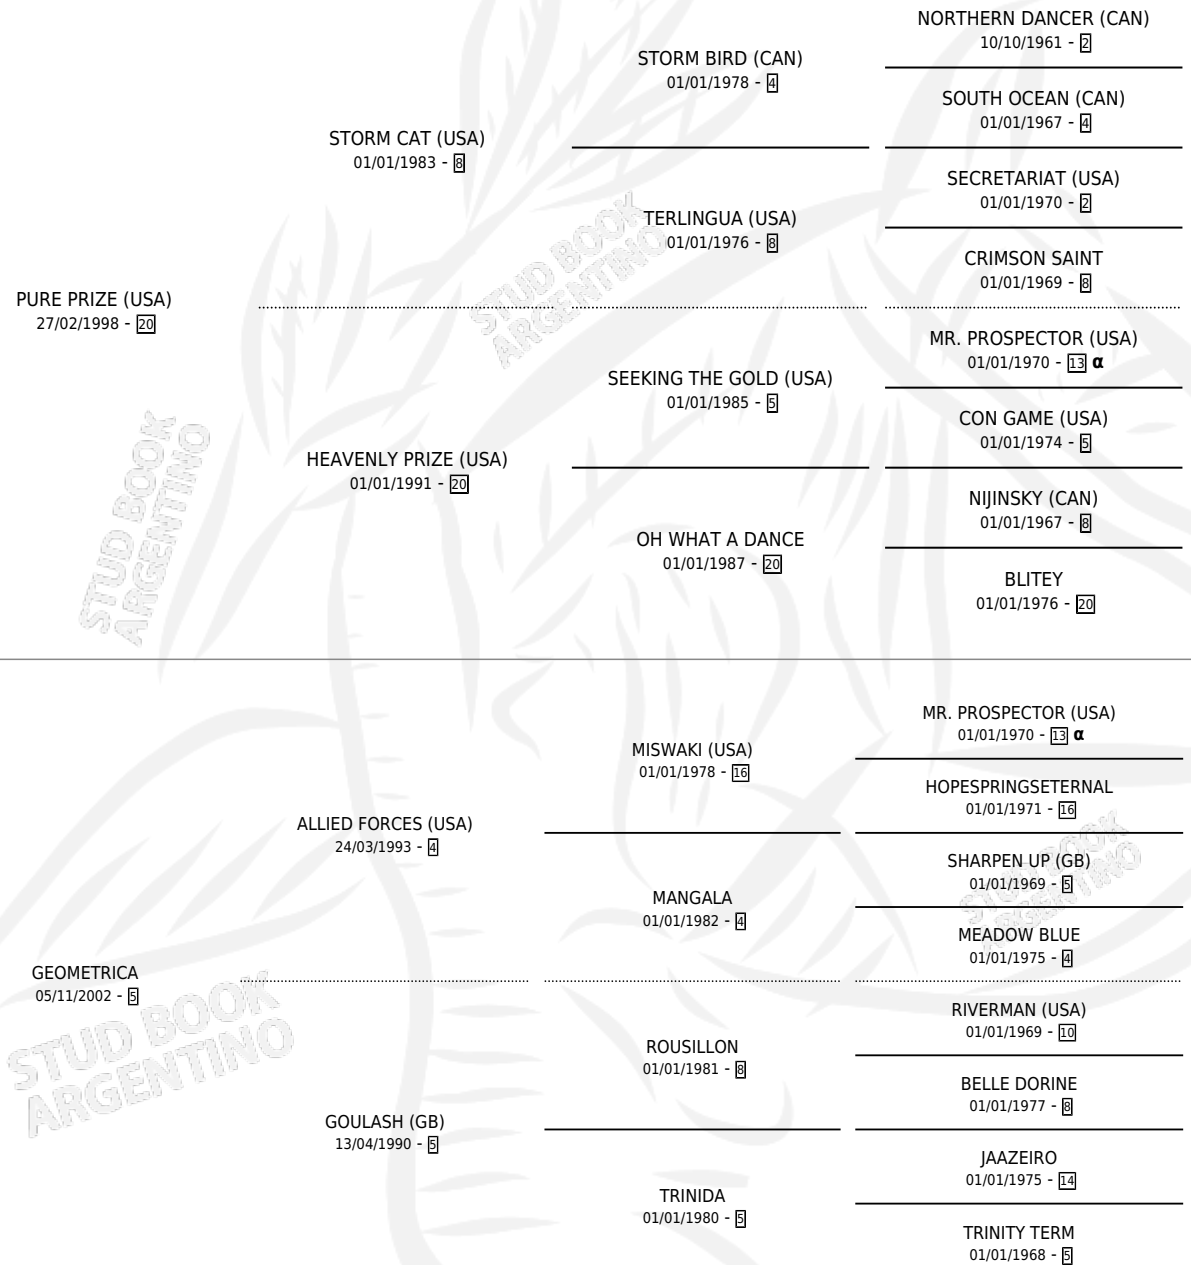 NORTHERN DANCER (CAN)
10/10/1961 - 2
STORM BIRD (CAN)
01/01/1978 - 4
SOUTH OCEAN (CAN)
01/01/1967 - 4
STORM CAT (USA)
01/01/1983 - 8
SECRETARIAT (USA)
01/01/1970 - 2
TERLINGUA (USA)
01/01/1976 - 8
CRIMSON SAINT
01/01/1969 - 8
PURE PRIZE (USA)
27/02/1998 - 20
MR. PROSPECTOR (USA)
01/01/1970 - 13 α
SEEKING THE GOLD (USA)
01/01/1985 - 5
CON GAME (USA)
01/01/1974 - 5
HEAVENLY PRIZE (USA)
01/01/1991 - 20
NIJINSKY (CAN)
01/01/1967 - 8
OH WHAT A DANCE
01/01/1987 - 20
BLITEY
01/01/1976 - 20
MR. PROSPECTOR (USA)
01/01/1970 - 13 α
MISWAKI (USA)
01/01/1978 - 16
HOPESPRINGSETERNAL
01/01/1971 - 16
ALLIED FORCES (USA)
24/03/1993 - 4
SHARPEN UP (GB)
01/01/1969 - 5
MANGALA
01/01/1982 - 4
MEADOW BLUE
01/01/1975 - 4
GEOMETRICA
05/11/2002 - 5
RIVERMAN (USA)
01/01/1969 - 10
ROUSILLON
01/01/1981 - 8
BELLE DORINE
01/01/1977 - 8
GOULASH (GB)
13/04/1990 - 5
JAAZEIRO
01/01/1975 - 14
TRINIDA
01/01/1980 - 5
TRINITY TERM
01/01/1968 - 5
STUD BOOK
ARGENTINO
STUD BOOK
ARGENTINO
STUD BOOK
ARGENTINO
STUD BOOK
ARGENTINO